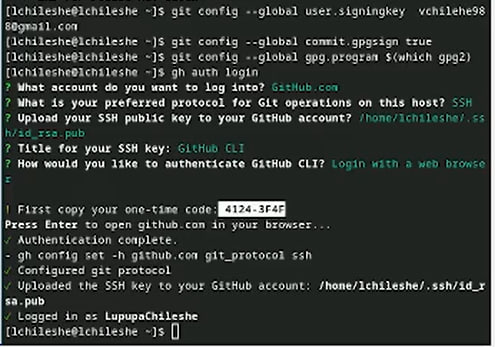 [lchileshe@lchileshe ~]$ git config --global user.signingkey vchilehe98
8@gmail.com
[lchileshe@lchileshe ~]$ git config --global commit.gpgsign true
[lchileshe@lchileshe ~]$ git config --global gpg.program $(which gpg2)
[lchileshe@lchileshe ~]$ gh auth login
? What account do you want to log into? GitHub.com
? What is your preferred protocol for Git operations on this host? SSH
? Upload your SSH public key to your GitHub account? /home/lchileshe/.ss
h/id_rsa.pub
? Title for your SSH key: GitHub CLI
? How would you like to authenticate GitHub CLI? Login with a web browse
r
! First copy your one-time code: 4124-3F4F
Press Enter to open github.com in your browser...
✓ Authentication complete.
- gh config set -h github.com git_protocol ssh
✓ Configured git protocol
✓ Uploaded the SSH key to your GitHub account: /home/lchileshe/.ssh/id_r
sa.pub
✓ Logged in as LupupaChileshe
[lchileshe@lchileshe ~]$